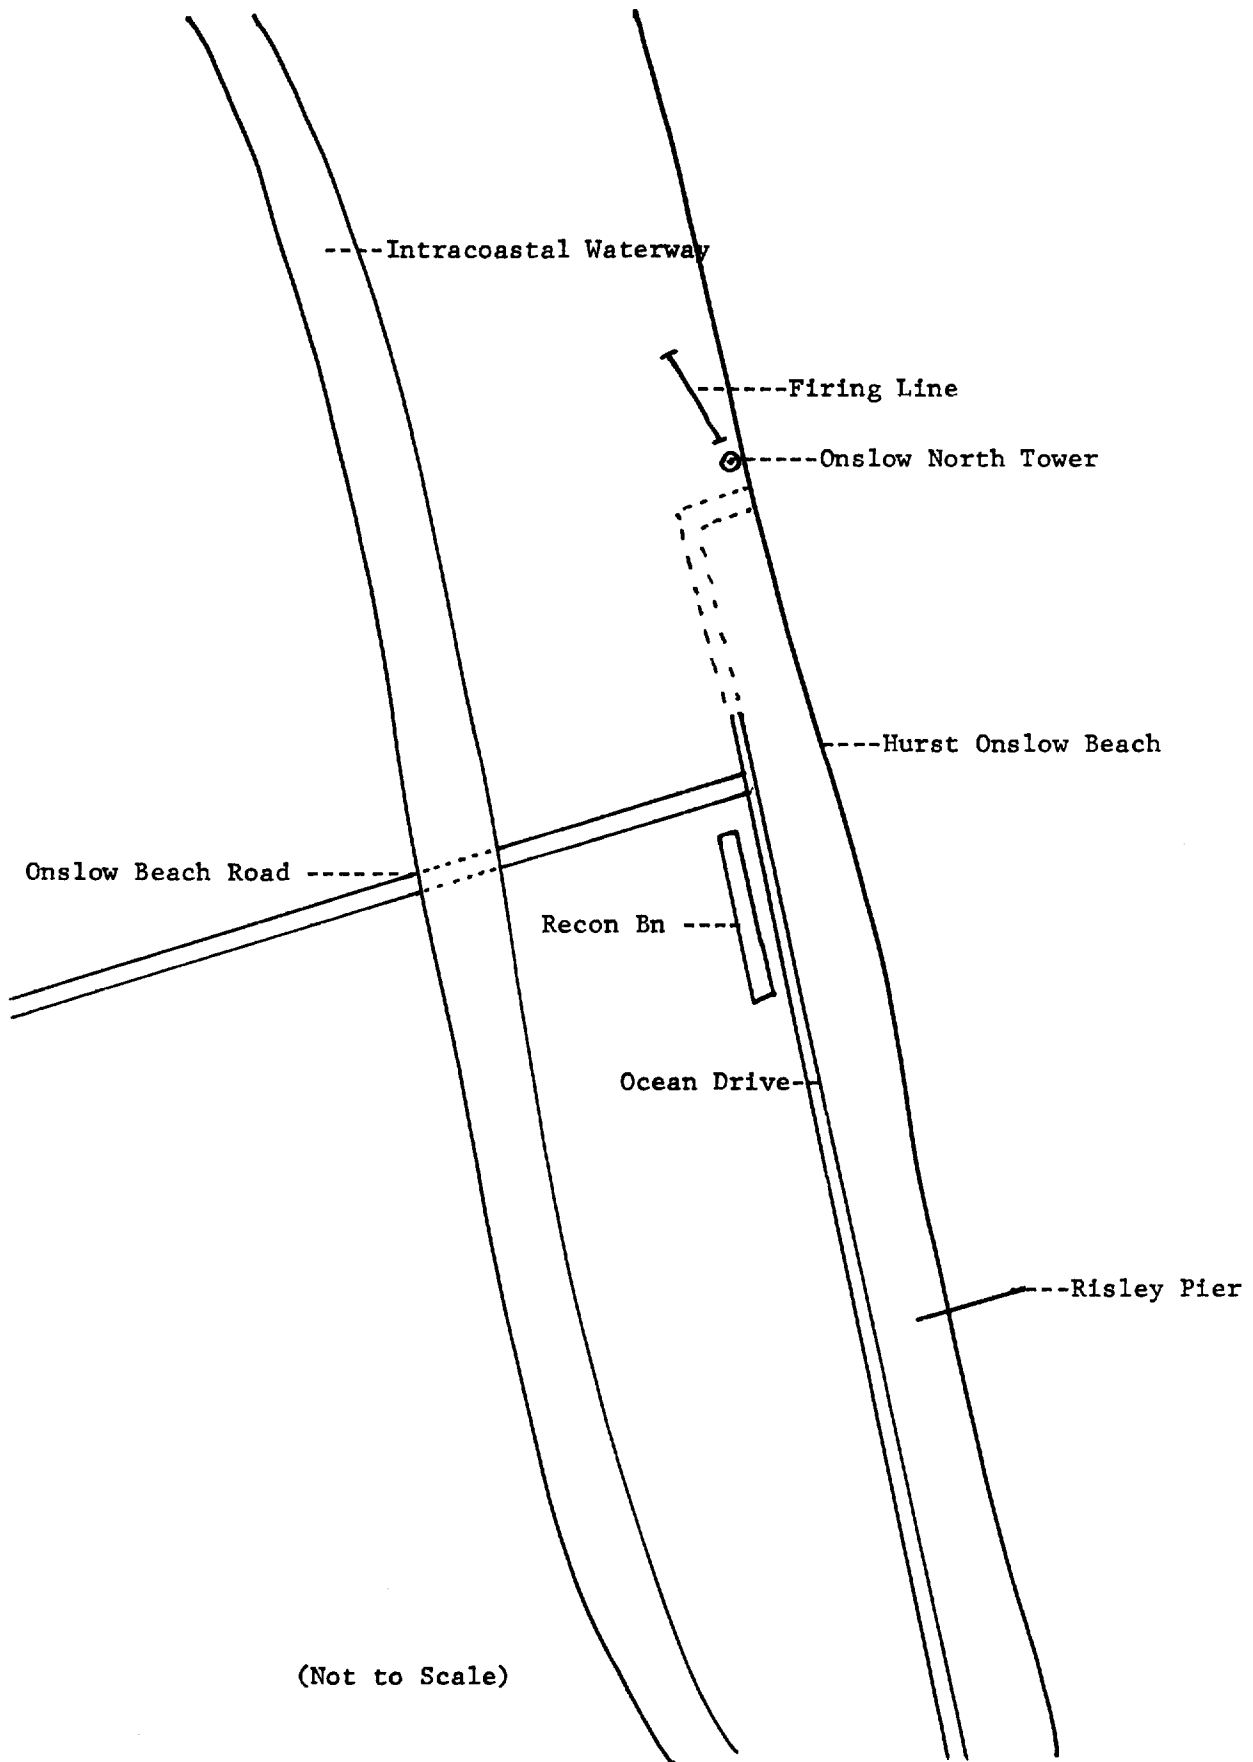 Intracoastal Waterway
Firing Line
Onslow North Tower
Hurst Onslow Beach
Onslow Beach Road
Recon Bn
Ocean Drive
Risley Pier
(Not to Scale)